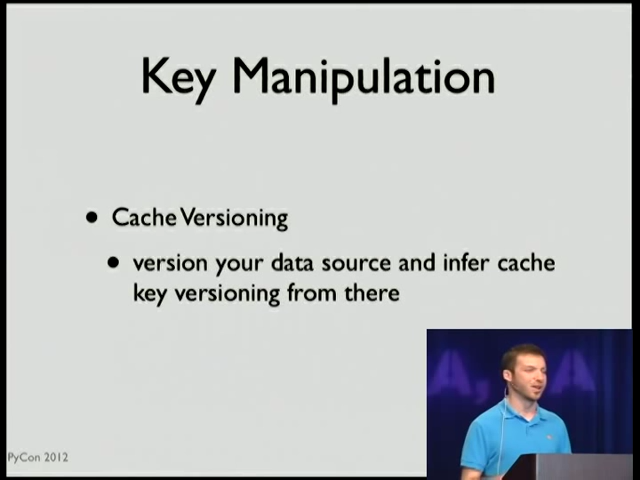 Key Manipulation
• Cache Versioning
• version your data source and infer cache
key versioning from there
PyCon 2012